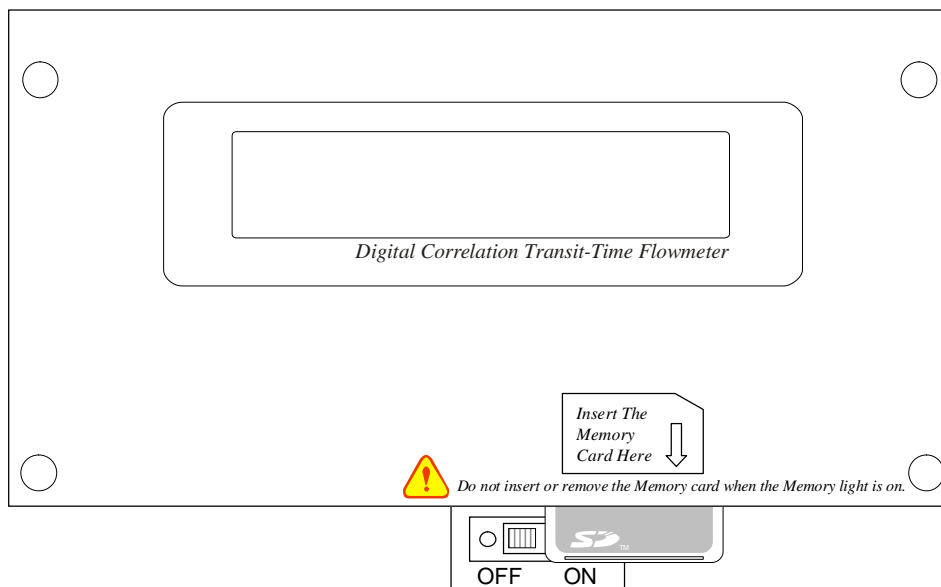 Digital Correlation Transit-Time Flowmeter
Insert The
Memory
Card Here
! Do not insert or remove the Memory card when the Memory light is on.
SD TM
OFF ON